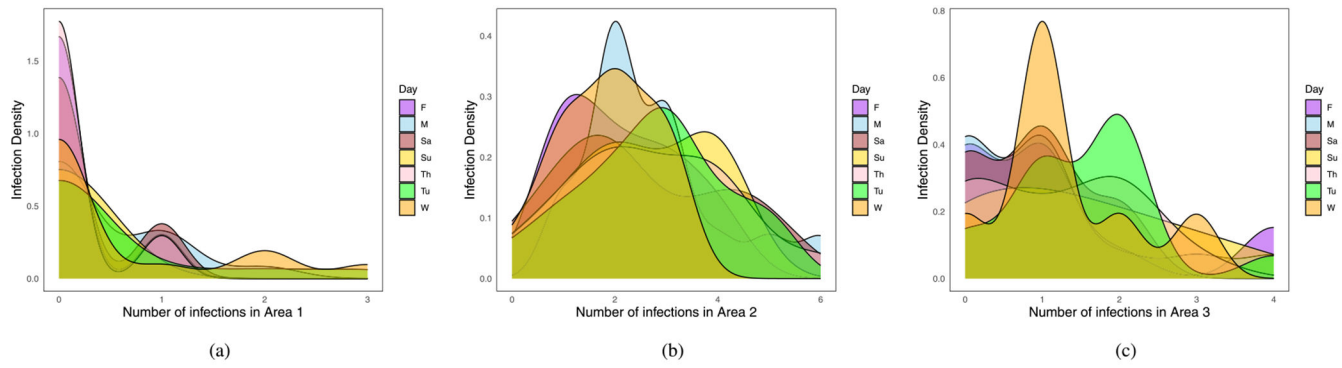 Infection Density
1.5
1.0
0.5
0.0
0 1 2 3
Number of infections in Area 1
Day
F
M
Sa
Su
Th
Tu
W
(a)
Infection Density
0.4
0.3
0.2
0.1
0.0
0 2 4 6
Number of infections in Area 2
Day
F
M
Sa
Su
Th
Tu
W
(b)
Infection Density
0.8
0.6
0.4
0.2
0.0
0 1 2 3 4
Number of infections in Area 3
Day
F
M
Sa
Su
Th
Tu
W
(c)